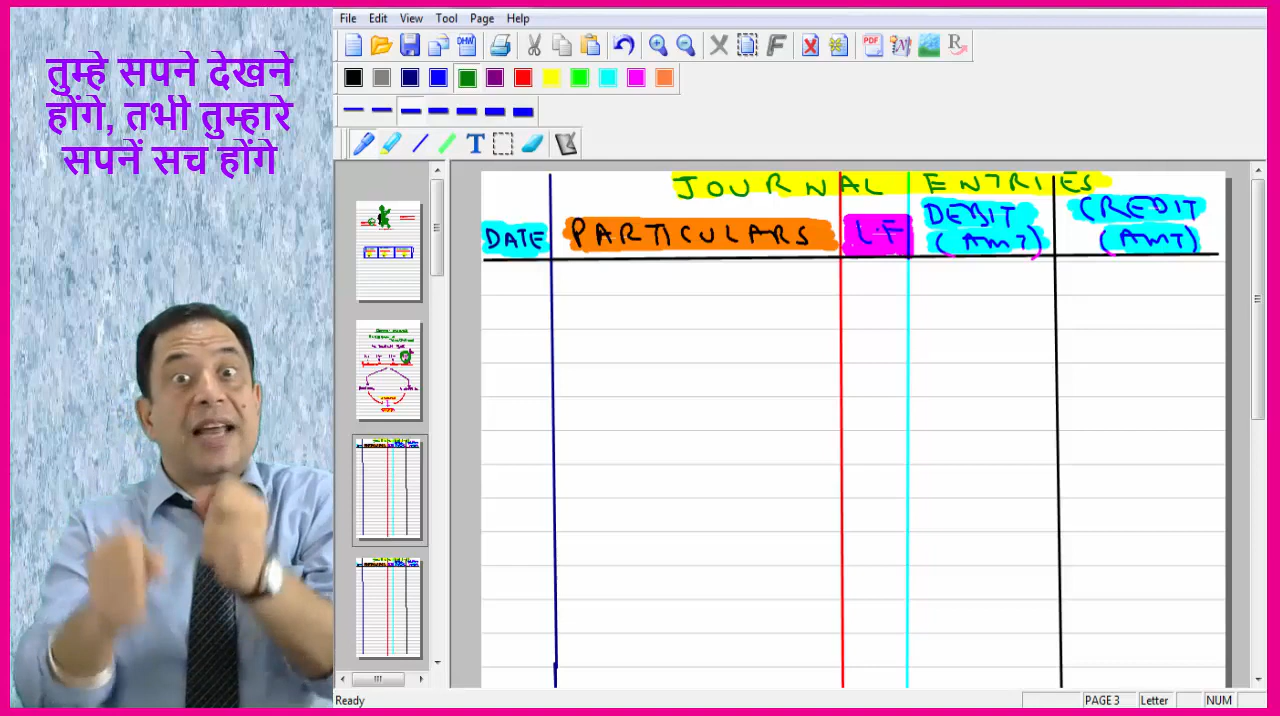 तुम्हे सपने देखने
होंगे, तभी तुम्हारे
सपनें सच होंगे
File Edit View Tool Page Help
JOURNAL ENTRIES
DATE PARTICULARS L.F DEBIT (AMT) CREDIT (AMT)
Ready PAGE 3 Letter NUM